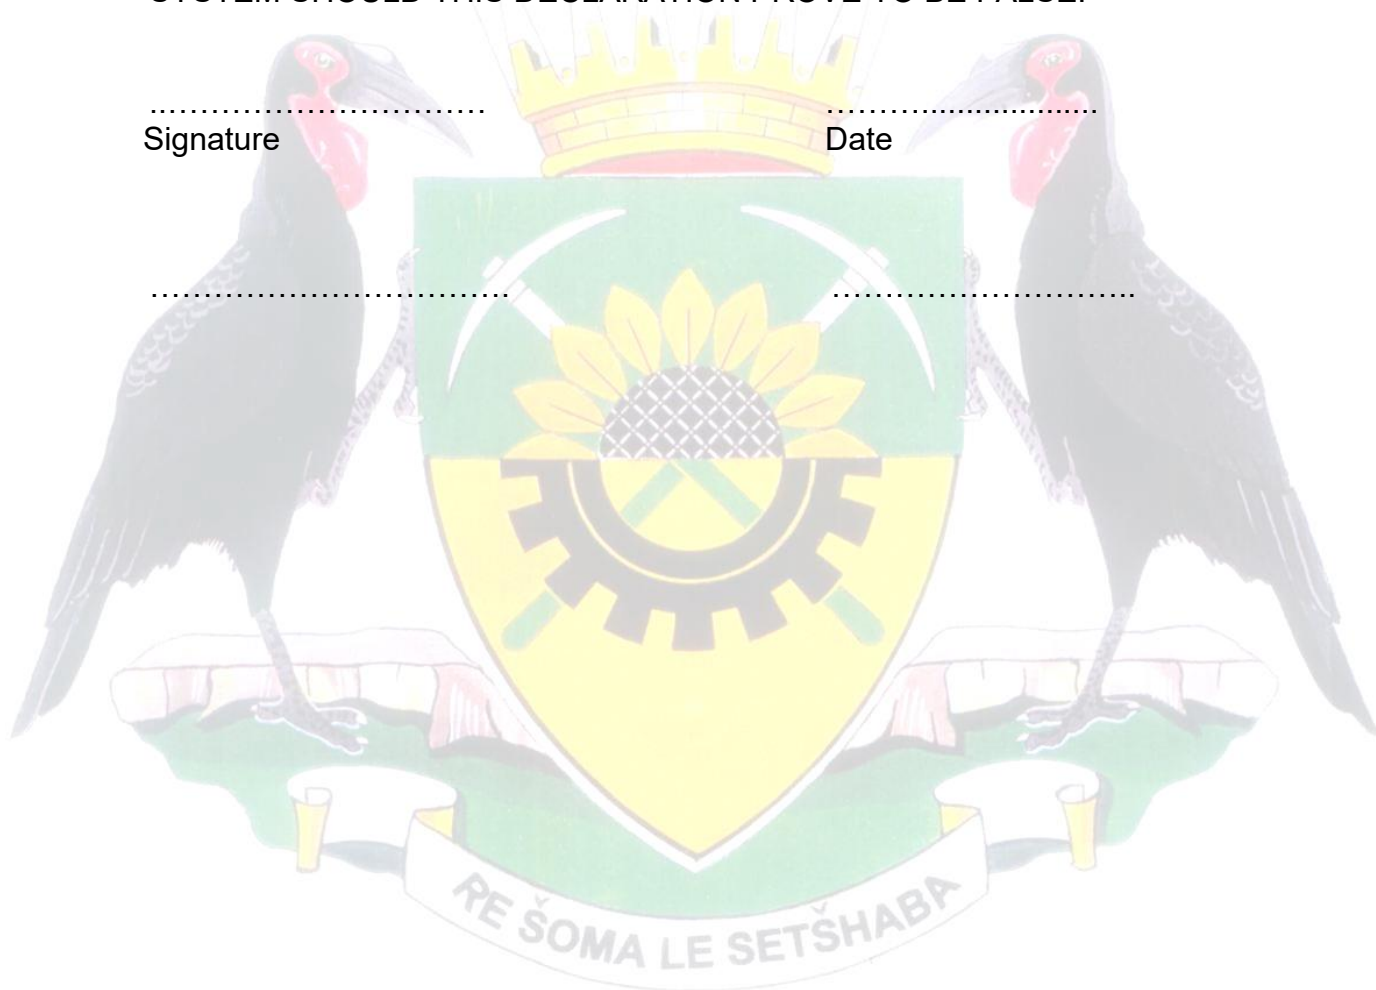 SYSTEM SHOULD THIS DECLARATION PROVE TO BE FALSE.
..………………………… ………....................
Signature Date
…………………………….. ………………………..
RE ŠOMA LE SETŠHABA